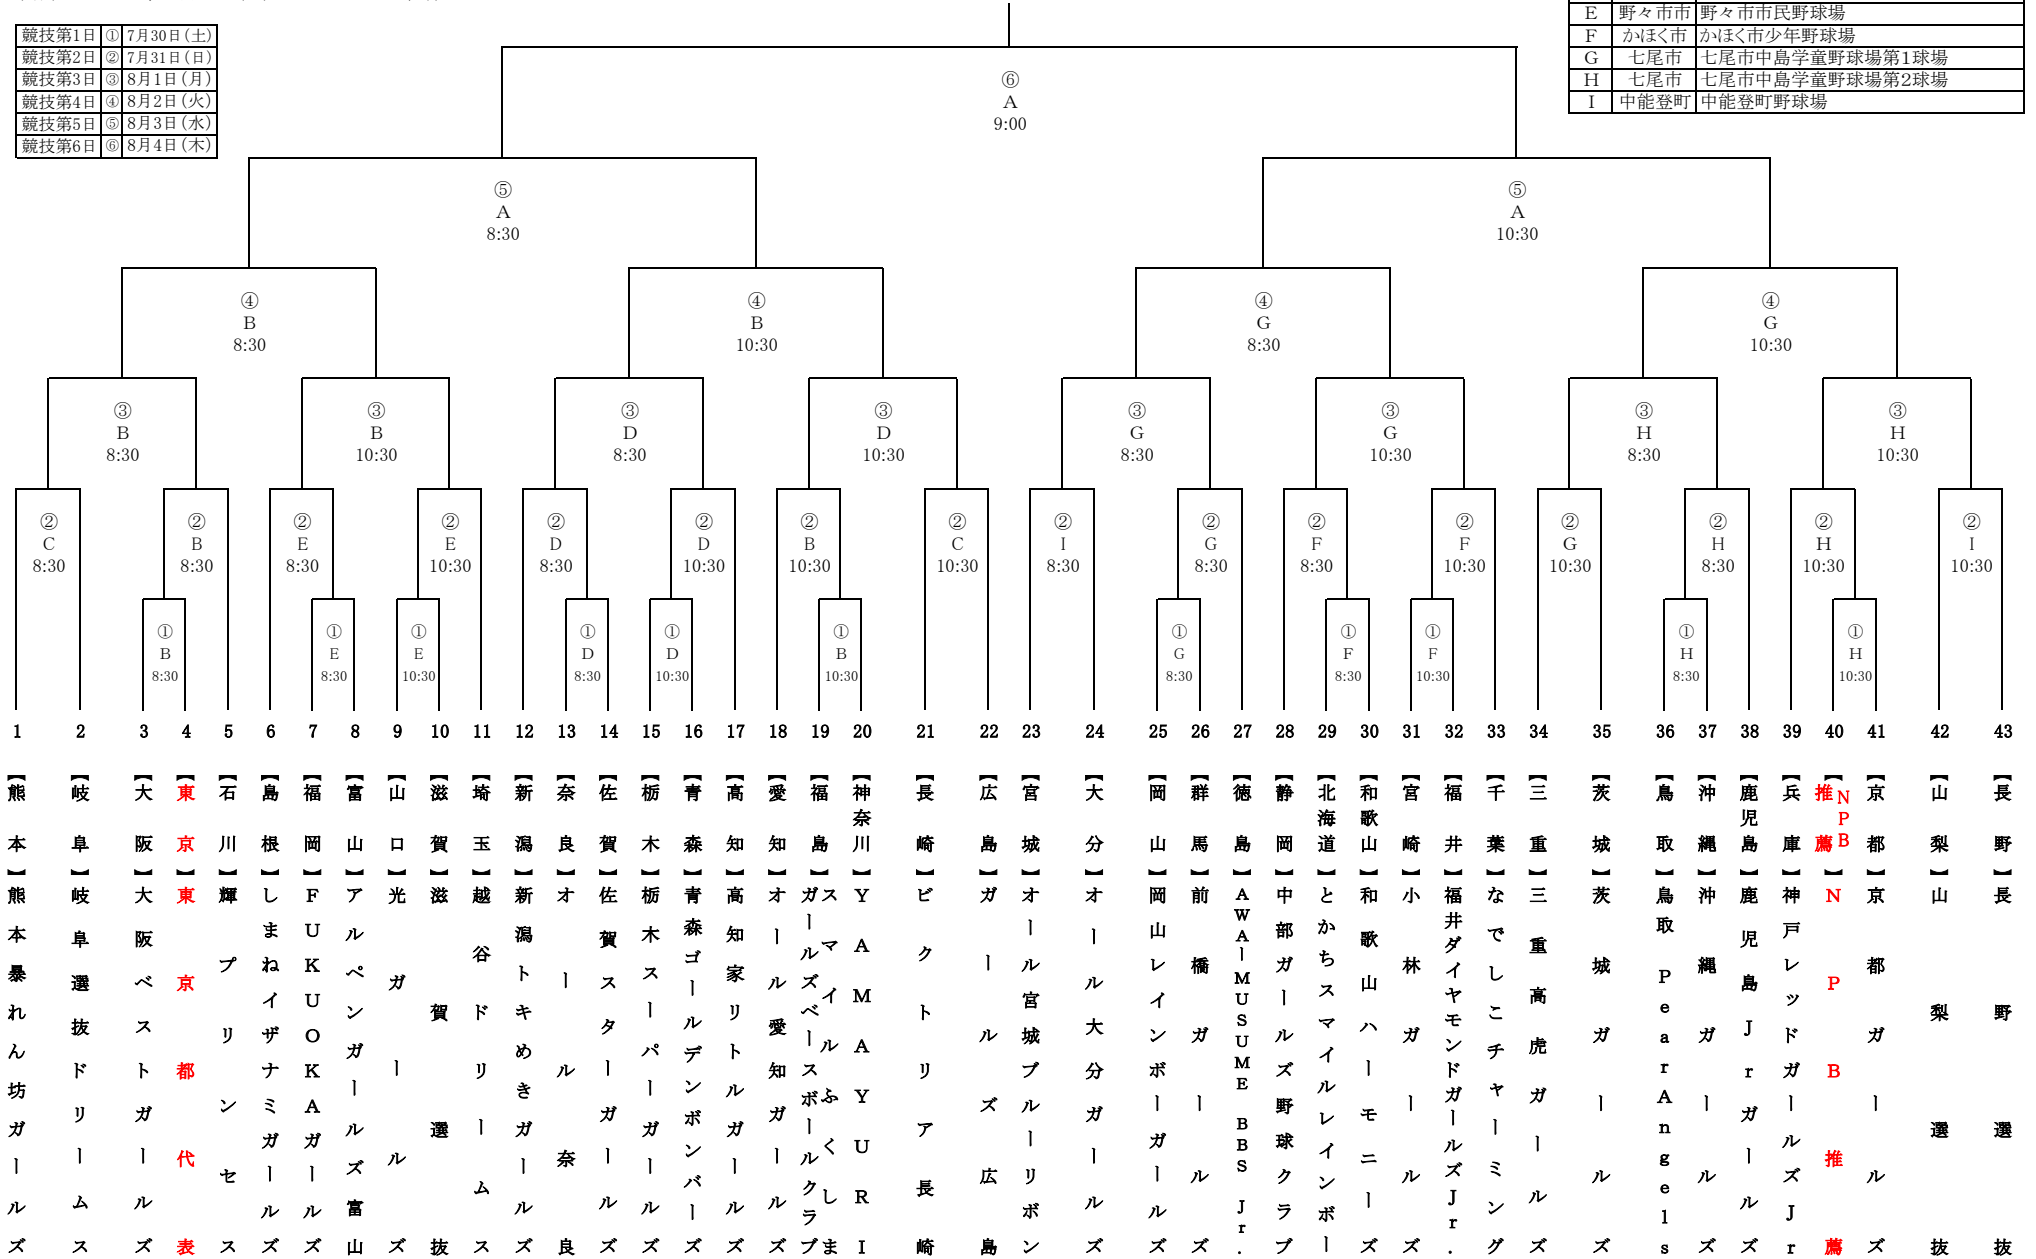 競技第1日 ① 7月30日(土)
競技第2日 ② 7月31日(日)
競技第3日 ③ 8月1日(月)
競技第4日 ④ 8月2日(火)
競技第5日 ⑤ 8月3日(水)
競技第6日 ⑥ 8月4日(木)
E 野々市市 野々市市民野球場
F かほく市 かほく市少年野球場
G 七尾市 七尾市中島学童野球場第1球場
H 七尾市 七尾市中島学童野球場第2球場
I 中能登町 中能登町野球場
⑥ A 9:00
⑤ A 8:30
⑤ A 10:30
④ B 8:30
④ B 10:30
④ G 8:30
④ G 10:30
③ B 8:30
③ B 10:30
③ D 8:30
③ D 10:30
③ G 8:30
③ G 10:30
③ H 8:30
③ H 10:30
② C 8:30
② B 8:30
② E 8:30
② E 10:30
② D 8:30
② D 10:30
② B 10:30
② C 10:30
② I 8:30
② G 8:30
② F 8:30
② F 10:30
② G 10:30
② H 8:30
② H 10:30
② I 10:30
① B 8:30
① E 8:30
① E 10:30
① D 8:30
① D 10:30
① B 10:30
① G 8:30
① F 8:30
① F 10:30
① H 8:30
① H 10:30
1 【熊本】熊本暴れん坊ガールズ
2 【岐阜】岐阜選抜ドリームス
3 【大阪】大阪ベストガールズ
4 【東京】東京都代表
5 【石川】輝プリンセス
6 【島根】しまねイザナミガールズ
7 【福岡】FUKUOKAガールズ
8 【富山】アルペンガールズ富山
9 【山口】光ガールズ
10 【滋賀】滋賀選抜
11 【埼玉】越谷ドリームス
12 【新潟】新潟トキめきガールズ
13 【奈良】オール奈良
14 【佐賀】佐賀スターガールズ
15 【栃木】栃木スーパーガールズ
16 【青森】青森ゴールデンボンバーズ
17 【高知】高知家リトルガールズ
18 【愛知】オール愛知ガールズ
19 【福島】スマイルふくしまガールズベースボールクラブ
20 【神奈川】YAMAYURI
21 【長崎】ビクトリア長崎
22 【広島】ガールズ広島
23 【宮城】オール宮城ブルーリボン
24 【大分】オール大分ガールズ
25 【岡山】岡山レインボーガールズ
26 【群馬】前橋ガールズ
27 【徳島】AWA-MUSUME BBS Jr.
28 【静岡】中部ガールズ野球クラブ
29 【北海道】とかちスマイルレインボー
30 【和歌山】和歌山ハーモニーズ
31 【宮崎】小林ガールズ
32 【福井】福井ダイヤモンドガールズJr.
33 【千葉】なでしこチャーミング
34 【三重】三重高虎ガールズ
35 【茨城】茨城ガールズ
36 【鳥取】鳥取PearAngels
37 【沖縄】沖縄ガールズ
38 【鹿児島】鹿児島Jrガールズ
39 【兵庫】神戸レッドガールズJr
40 【NPB推薦】NPB推薦
41 【京都】京都ガールズ
42 【山梨】山梨選抜
43 【長野】長野選抜